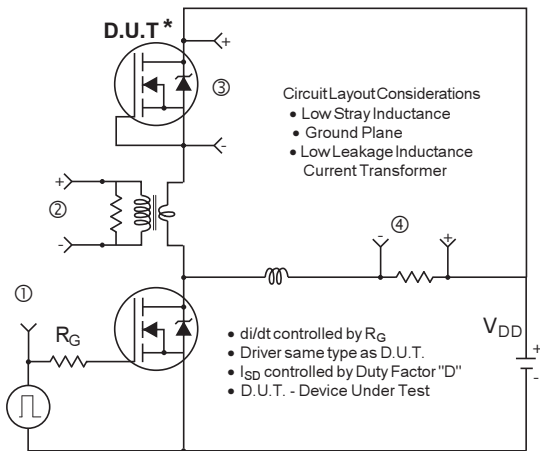 D.U.T *
+
③
-
Circuit Layout Considerations
• Low Stray Inductance
• Ground Plane
• Low Leakage Inductance
Current Transformer
+
②
-
-
④
+
①
RG
• di/dt controlled by RG
• Driver same type as D.U.T.
• ISD controlled by Duty Factor "D"
• D.U.T. - Device Under Test
VDD
+
-